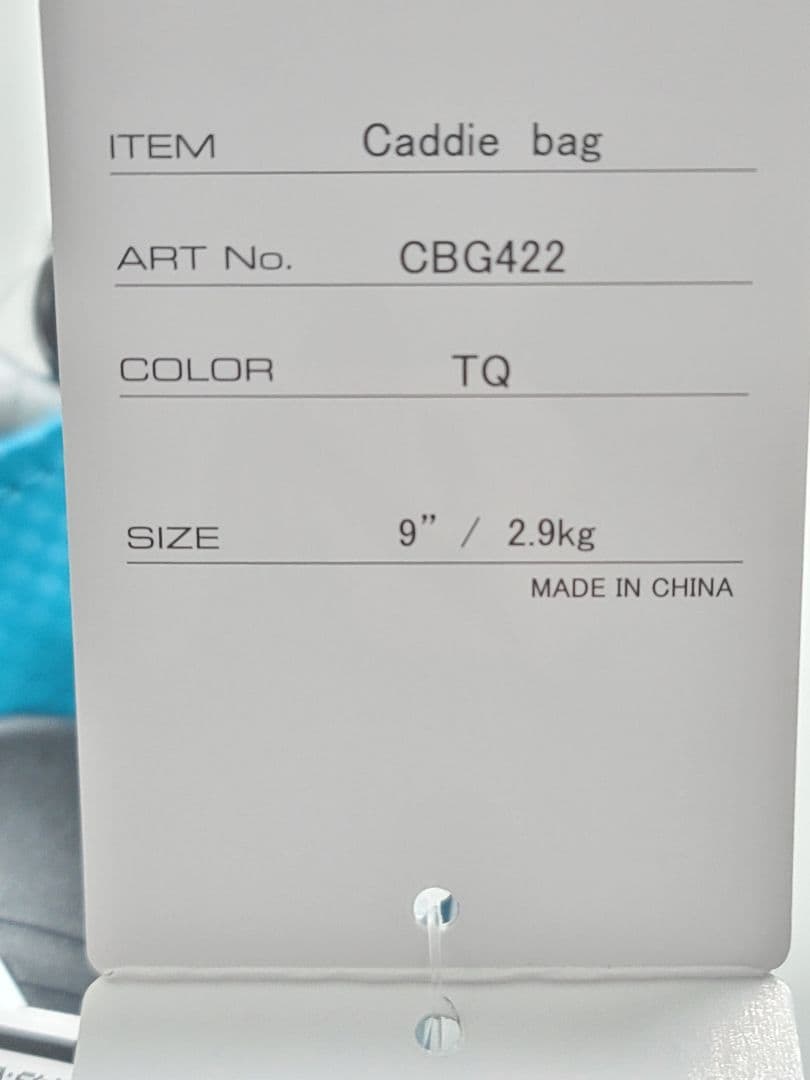 ITEM Caddie bag
ART No. CBG422
COLOR TQ
SIZE 9” / 2.9kg
MADE IN CHINA